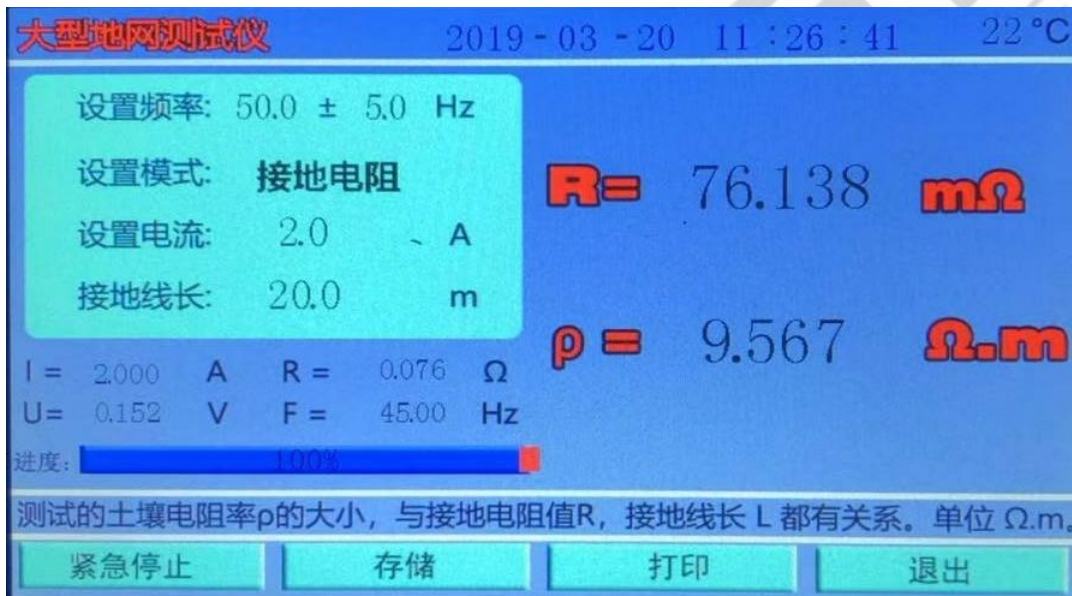 大型地网测试仪 2019-03-20 11:26:41 22℃
设置频率: 50.0 ± 5.0 Hz
设置模式: 接地电阻
设置电流: 2.0 A
接地线长: 20.0 m
R= 76.138 mΩ
ρ= 9.567 Ω.m
I = 2.000 A R = 0.076 Ω
U= 0.152 V F = 45.00 Hz
进度: 100%
测试的土壤电阻率ρ的大小，与接地电阻值R，接地线长 L 都有关系。单位 Ω.m。
紧急停止 存储 打印 退出